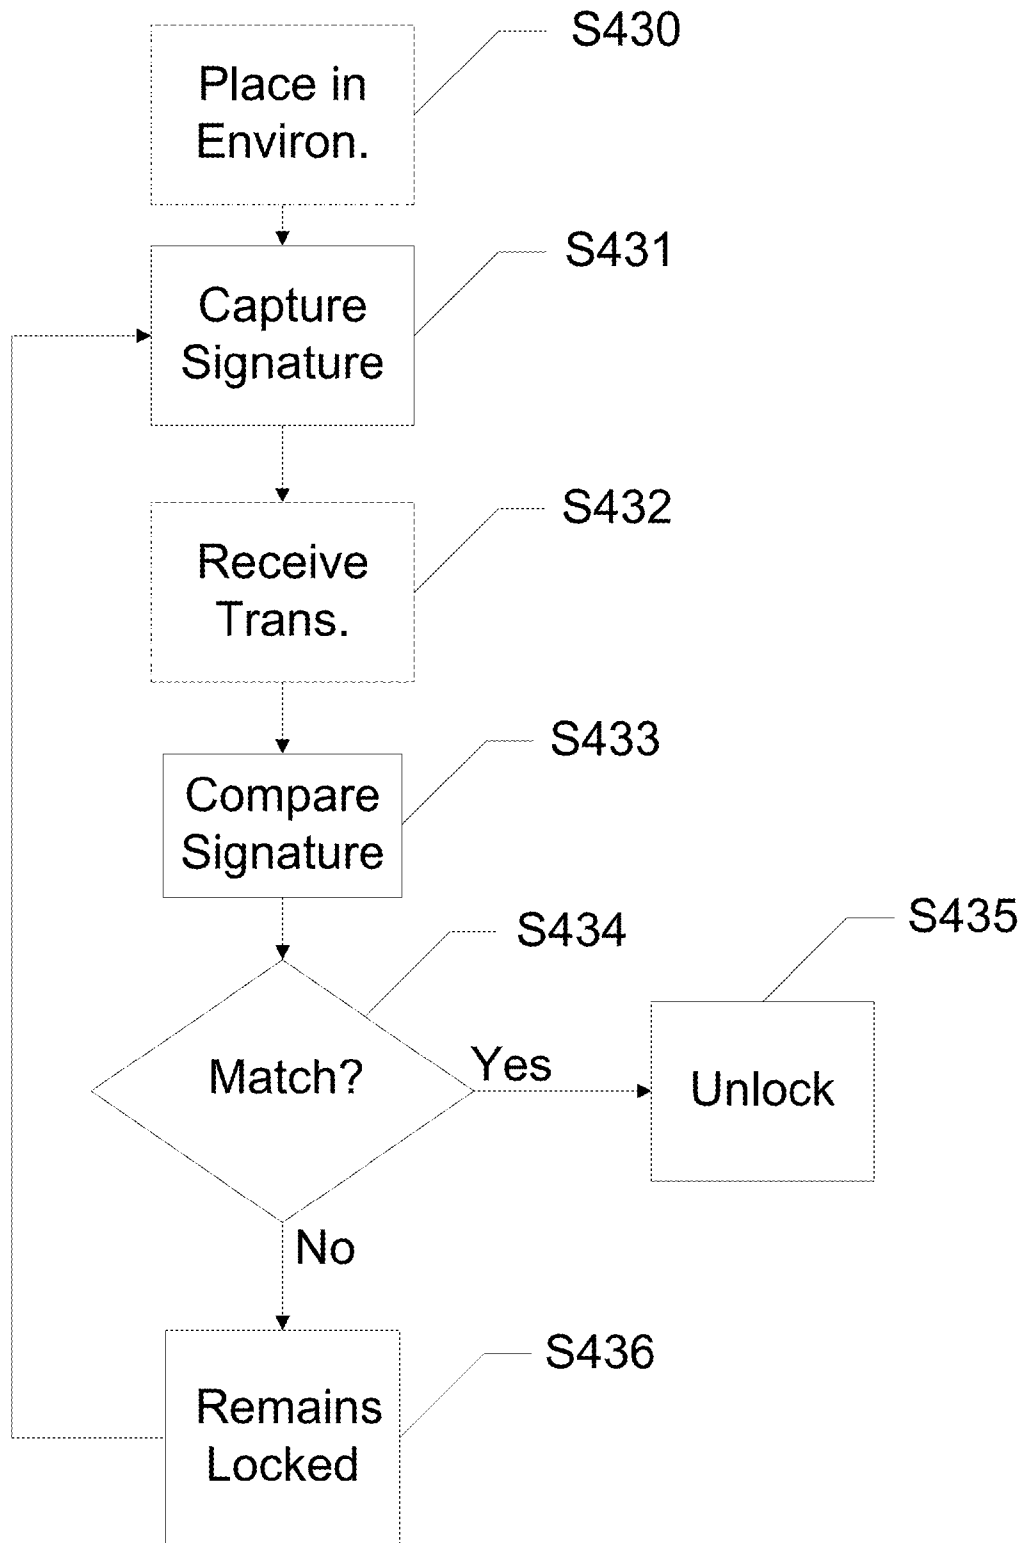 S430
Place in
Environ.
S431
Capture
Signature
S432
Receive
Trans.
S433
Compare
Signature
S434
S435
Match?
Yes
Unlock
No
S436
Remains
Locked